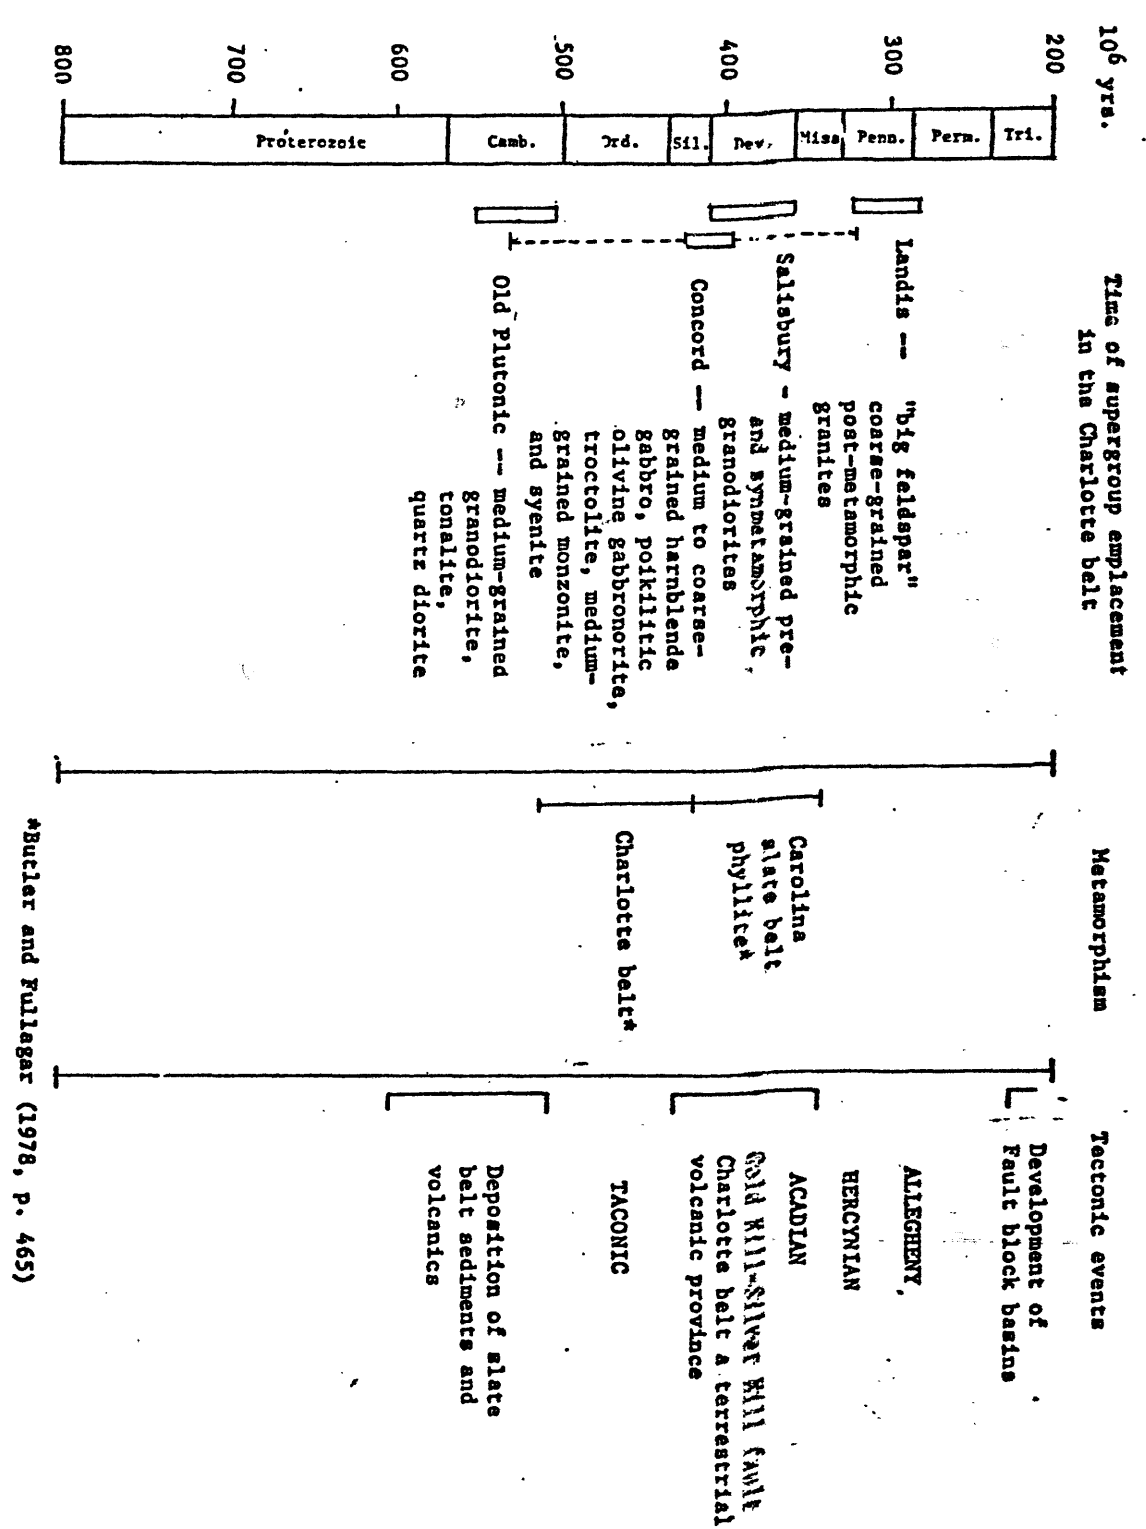 10⁶ yrs.
200
300
400
500
600
700
800
Tri.
Perm.
Penn.
Miss
Dev.
Sil.
Ord.
Camb.
Proterozoic
Time of supergroup emplacement
in the Charlotte belt
Landis -- "big feldspar"
coarse-grained
post-metamorphic
granites
Salisbury - medium-grained pre-
and synmetamorphic,
granodiorites
Concord -- medium to coarse-
grained harnblende
gabbro, poikilitic
olivine gabbronorite,
troctolite, medium-
grained monzonite,
and syenite
Old Plutonic -- medium-grained
granodiorite,
tonalite,
quartz diorite
Metamorphism
Carolina
slate belt
phyllite*
Charlotte belt*
Tectonic events
Development of
Fault block basins
ALLEGHENY,
HERCYNIAN
ACADIAN
Gold Hill-Silver Hill fault
Charlotte belt a terrestrial
volcanic province
TACONIC
Deposition of slate
belt sediments and
volcanics
*Butler and Fullagar (1978, p. 465)